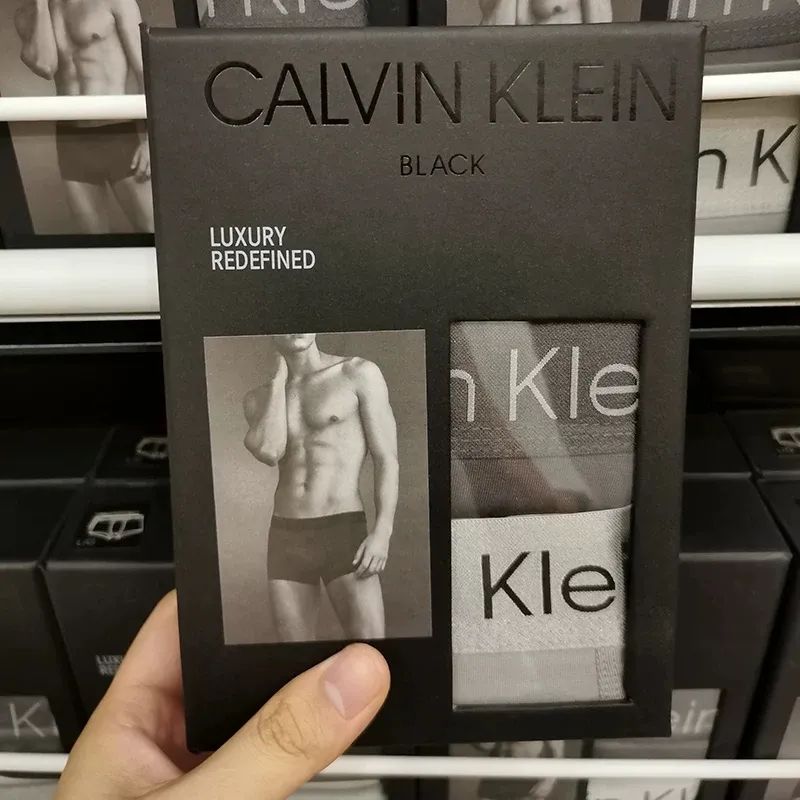 CALVIN KLEIN
BLACK
LUXURY
REDEFINED
n Kle
Kle
n K